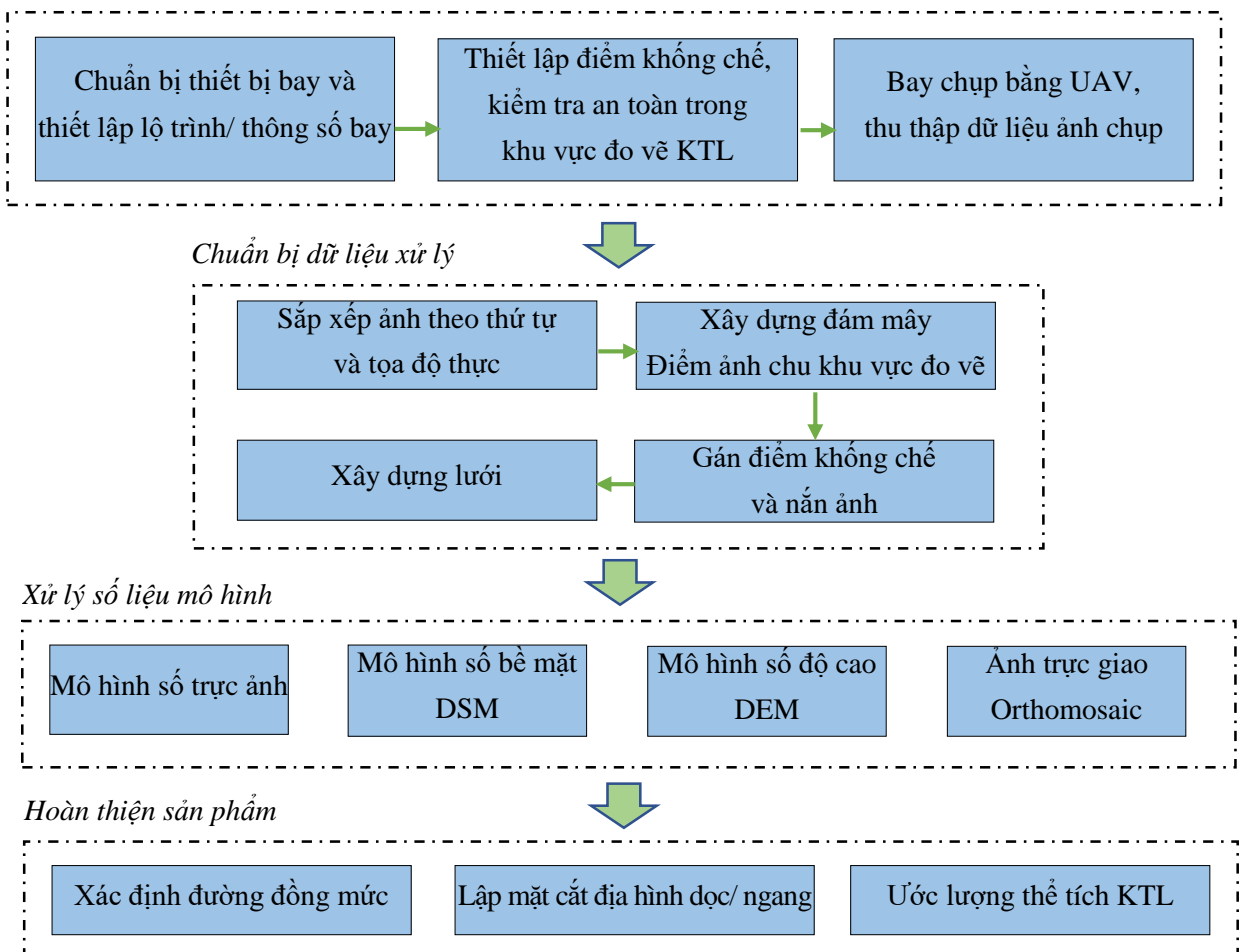 Chuẩn bị thiết bị bay và
thiết lập lộ trình/ thông số bay
Thiết lập điểm khống chế,
kiểm tra an toàn trong
khu vực đo vẽ KTL
Bay chụp bằng UAV,
thu thập dữ liệu ảnh chụp
Chuẩn bị dữ liệu xử lý
Sắp xếp ảnh theo thứ tự
và tọa độ thực
Xây dựng đám mây
Điểm ảnh chu khu vực đo vẽ
Xây dựng lưới
Gán điểm khống chế
và nắn ảnh
Xử lý số liệu mô hình
Mô hình số trực ảnh
Mô hình số bề mặt
DSM
Mô hình số độ cao
DEM
Ảnh trực giao
Orthomosaic
Hoàn thiện sản phẩm
Xác định đường đồng mức
Lập mặt cắt địa hình dọc/ ngang
Ước lượng thể tích KTL